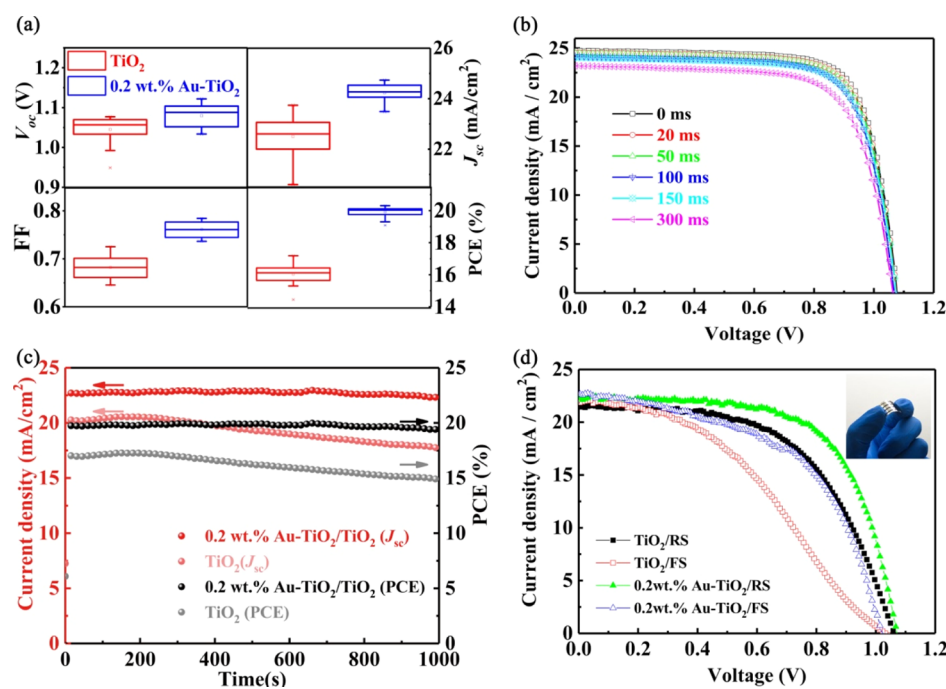 (a)
TiO2
0.2 wt.% Au-TiO2
Voc (V)
1.2
1.1
1.0
0.9
26
24
22
20
Jsc (mA/cm2)
FF
0.8
0.7
0.6
20
18
16
14
PCE (%)
(b)
Current density (mA / cm2)
25
20
15
10
5
0
0 ms
20 ms
50 ms
100 ms
150 ms
300 ms
0.0 0.2 0.4 0.6 0.8 1.0 1.2
Voltage (V)
(c)
Current density (mA/cm2)
25
20
15
10
5
0
25
20
15
10
5
0
PCE (%)
0.2 wt.% Au-TiO2/TiO2 (Jsc)
TiO2(Jsc)
0.2 wt.% Au-TiO2/TiO2 (PCE)
TiO2 (PCE)
0 200 400 600 800 1000
Time(s)
(d)
Current density (mA / cm2)
25
20
15
10
5
0
TiO2/RS
TiO2/FS
0.2wt.% Au-TiO2/RS
0.2wt.% Au-TiO2/FS
0.0 0.2 0.4 0.6 0.8 1.0 1.2
Voltage (V)